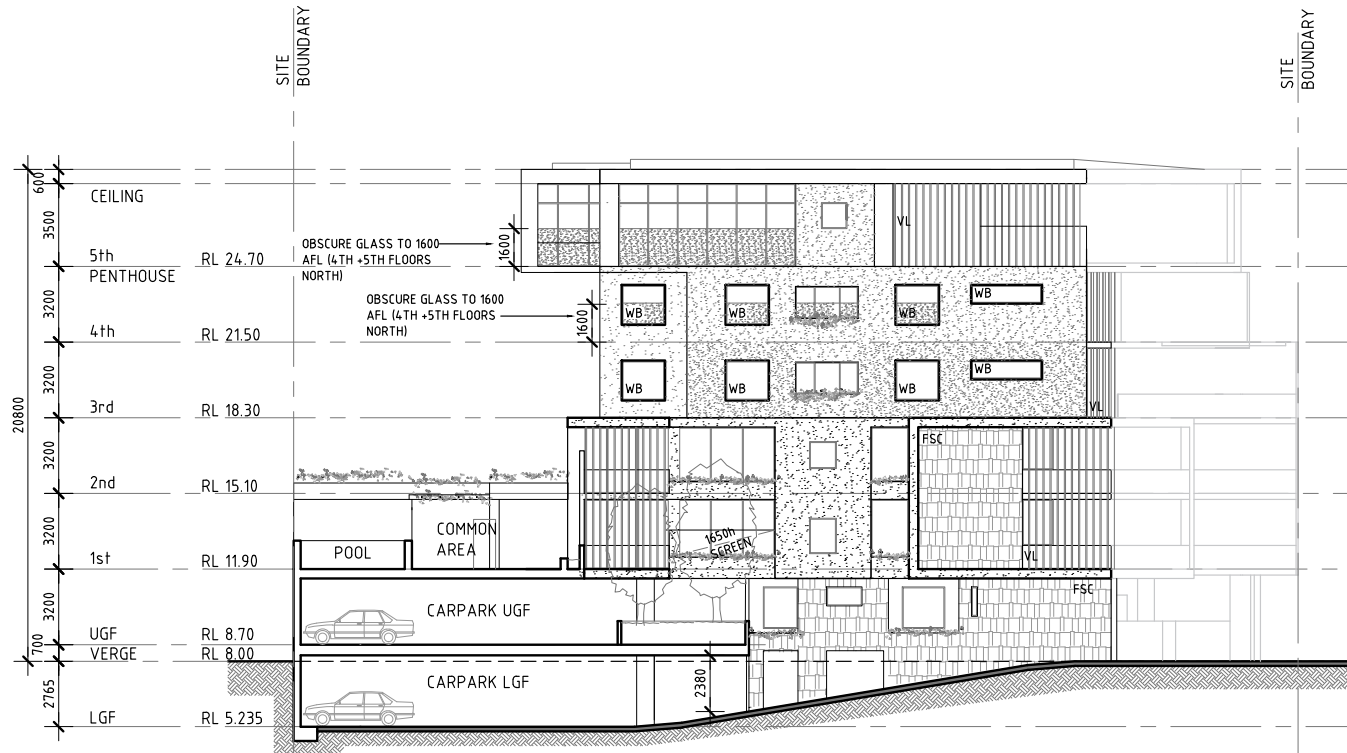 SITE
BOUNDARY
SITE
BOUNDARY
600
CEILING
3500
5th
PENTHOUSE
RL 24.70
OBSCURE GLASS TO 1600
AFL (4TH +5TH FLOORS
NORTH)
1600
VL
3200
OBSCURE GLASS TO 1600
AFL (4TH +5TH FLOORS
NORTH)
1600
WB
WB
WB
WB
4th
RL 21.50
3200
WB
WB
WB
WB
VL
3rd
RL 18.30
20800
3200
FSC
2nd
RL 15.10
3200
POOL
COMMON
AREA
1650h
SCREEN
VL
1st
RL 11.90
3200
CARPARK UGF
FSC
UGF
RL 8.70
700
VERGE
RL 8.00
2765
CARPARK LGF
2380
LGF
RL 5.235